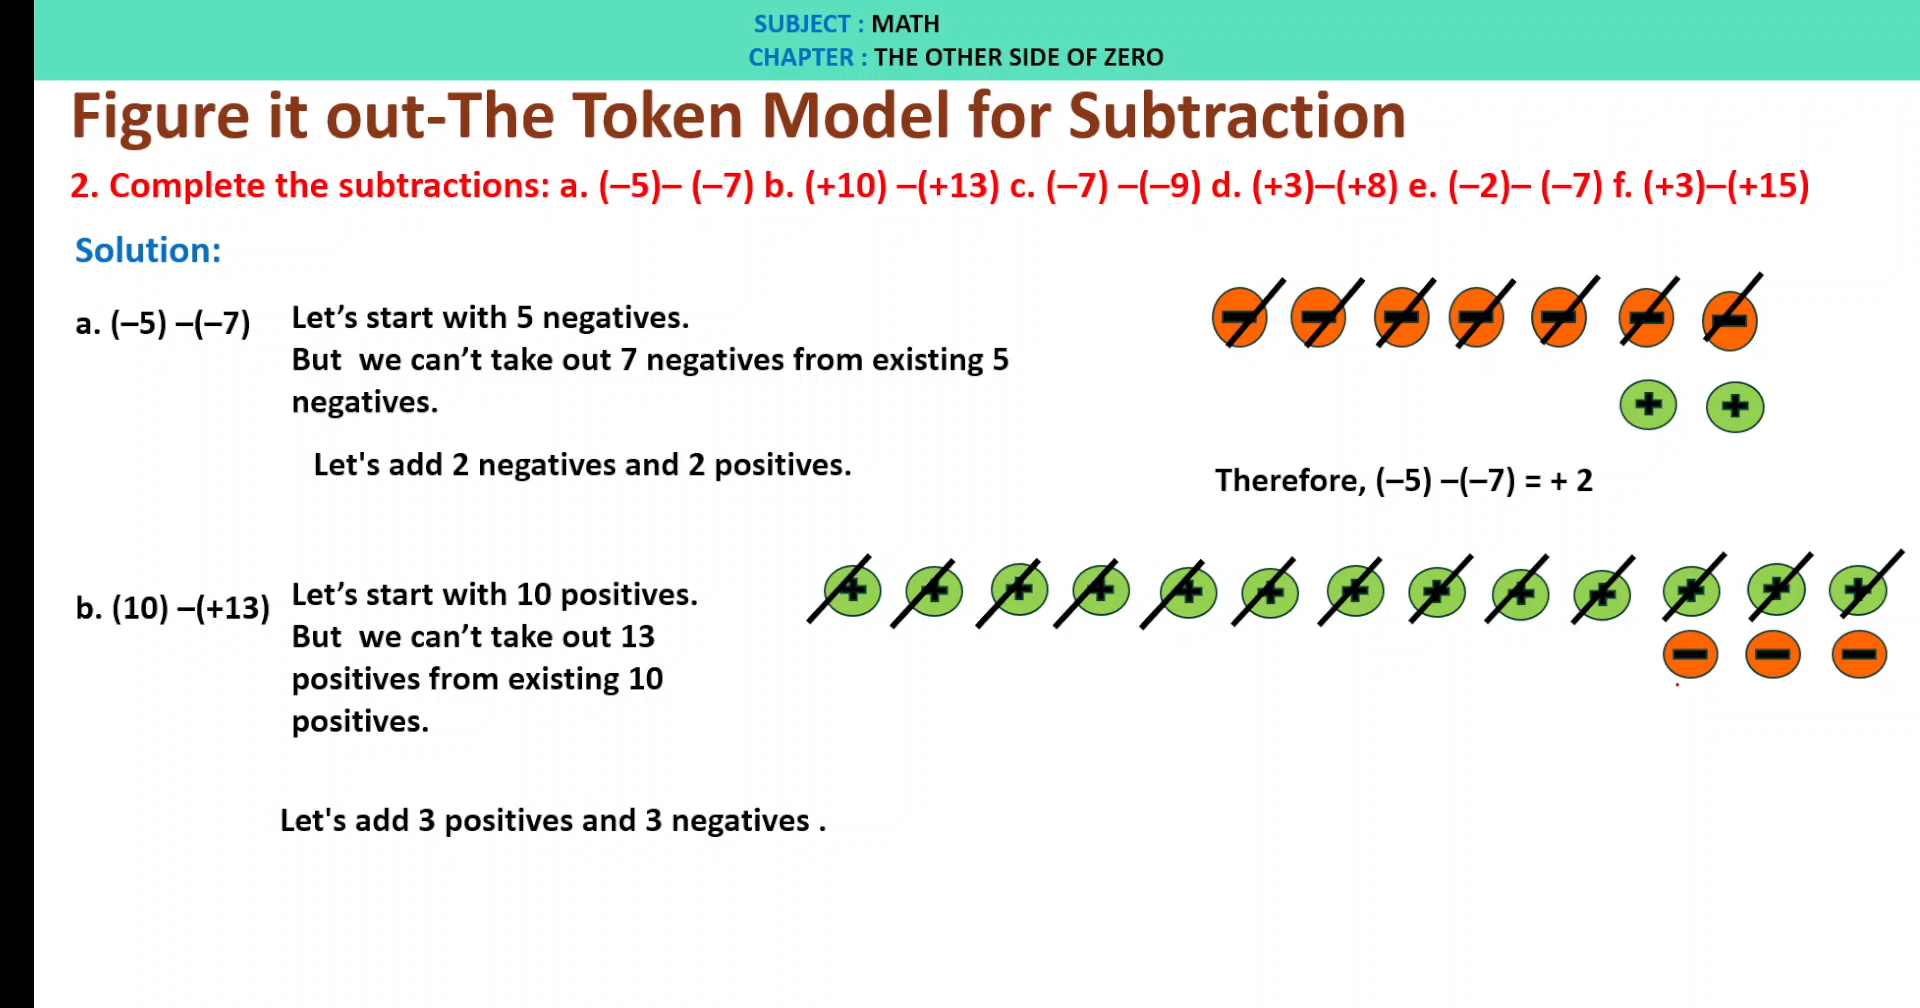 SUBJECT : MATH
CHAPTER : THE OTHER SIDE OF ZERO
Figure it out-The Token Model for Subtraction
2. Complete the subtractions: a. (–5)– (–7) b. (+10) –(+13) c. (–7) –(–9) d. (+3)–(+8) e. (–2)– (–7) f. (+3)–(+15)
Solution:
a. (–5) –(–7)
Let’s start with 5 negatives.
But we can’t take out 7 negatives from existing 5
negatives.
Let's add 2 negatives and 2 positives.
Therefore, (–5) –(–7) = + 2
b. (10) –(+13)
Let’s start with 10 positives.
But we can’t take out 13
positives from existing 10
positives.
Let's add 3 positives and 3 negatives .